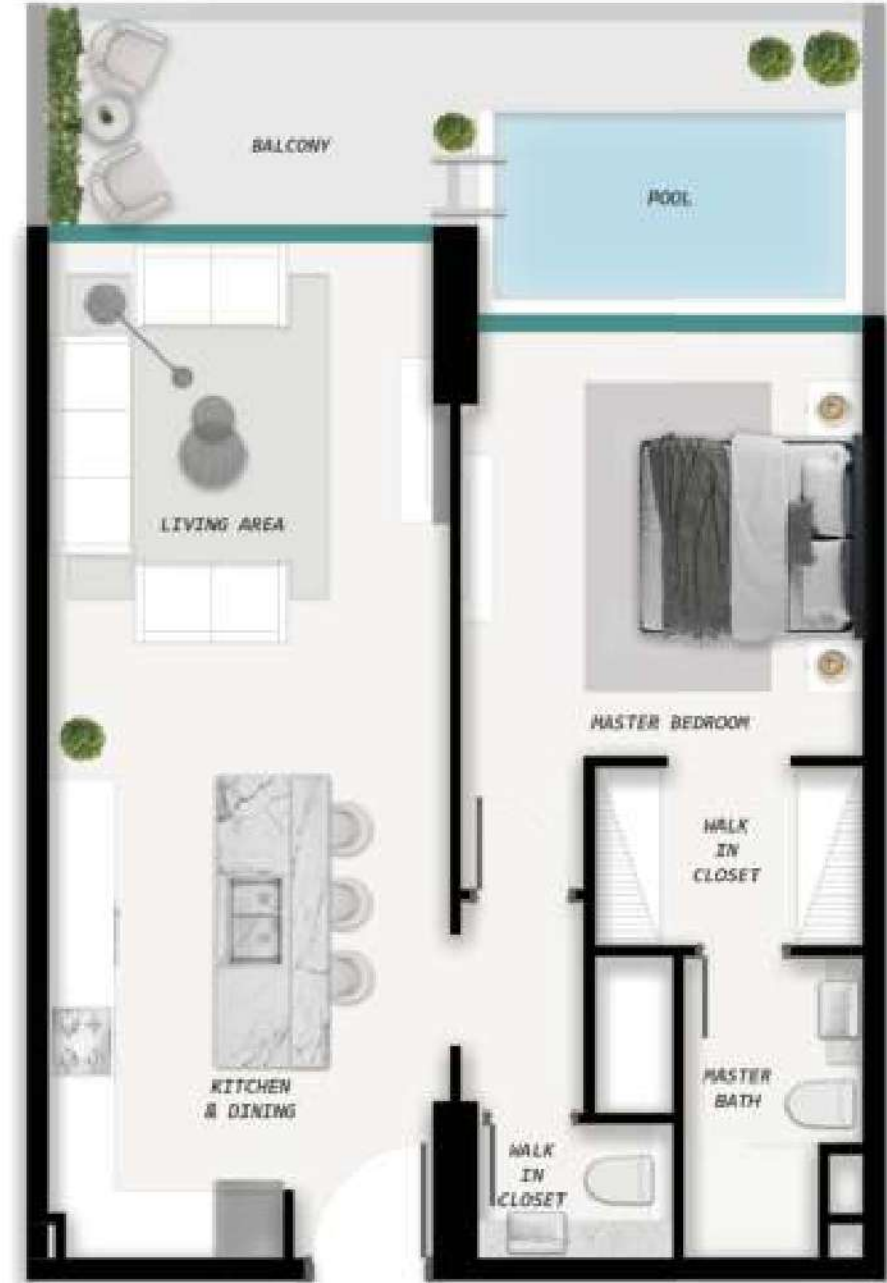 BALCONY
POOL
LIVING AREA
MASTER BEDROOM
WALK
IN
CLOSET
KITCHEN
& DINING
MASTER
BATH
WALK
IN
CLOSET